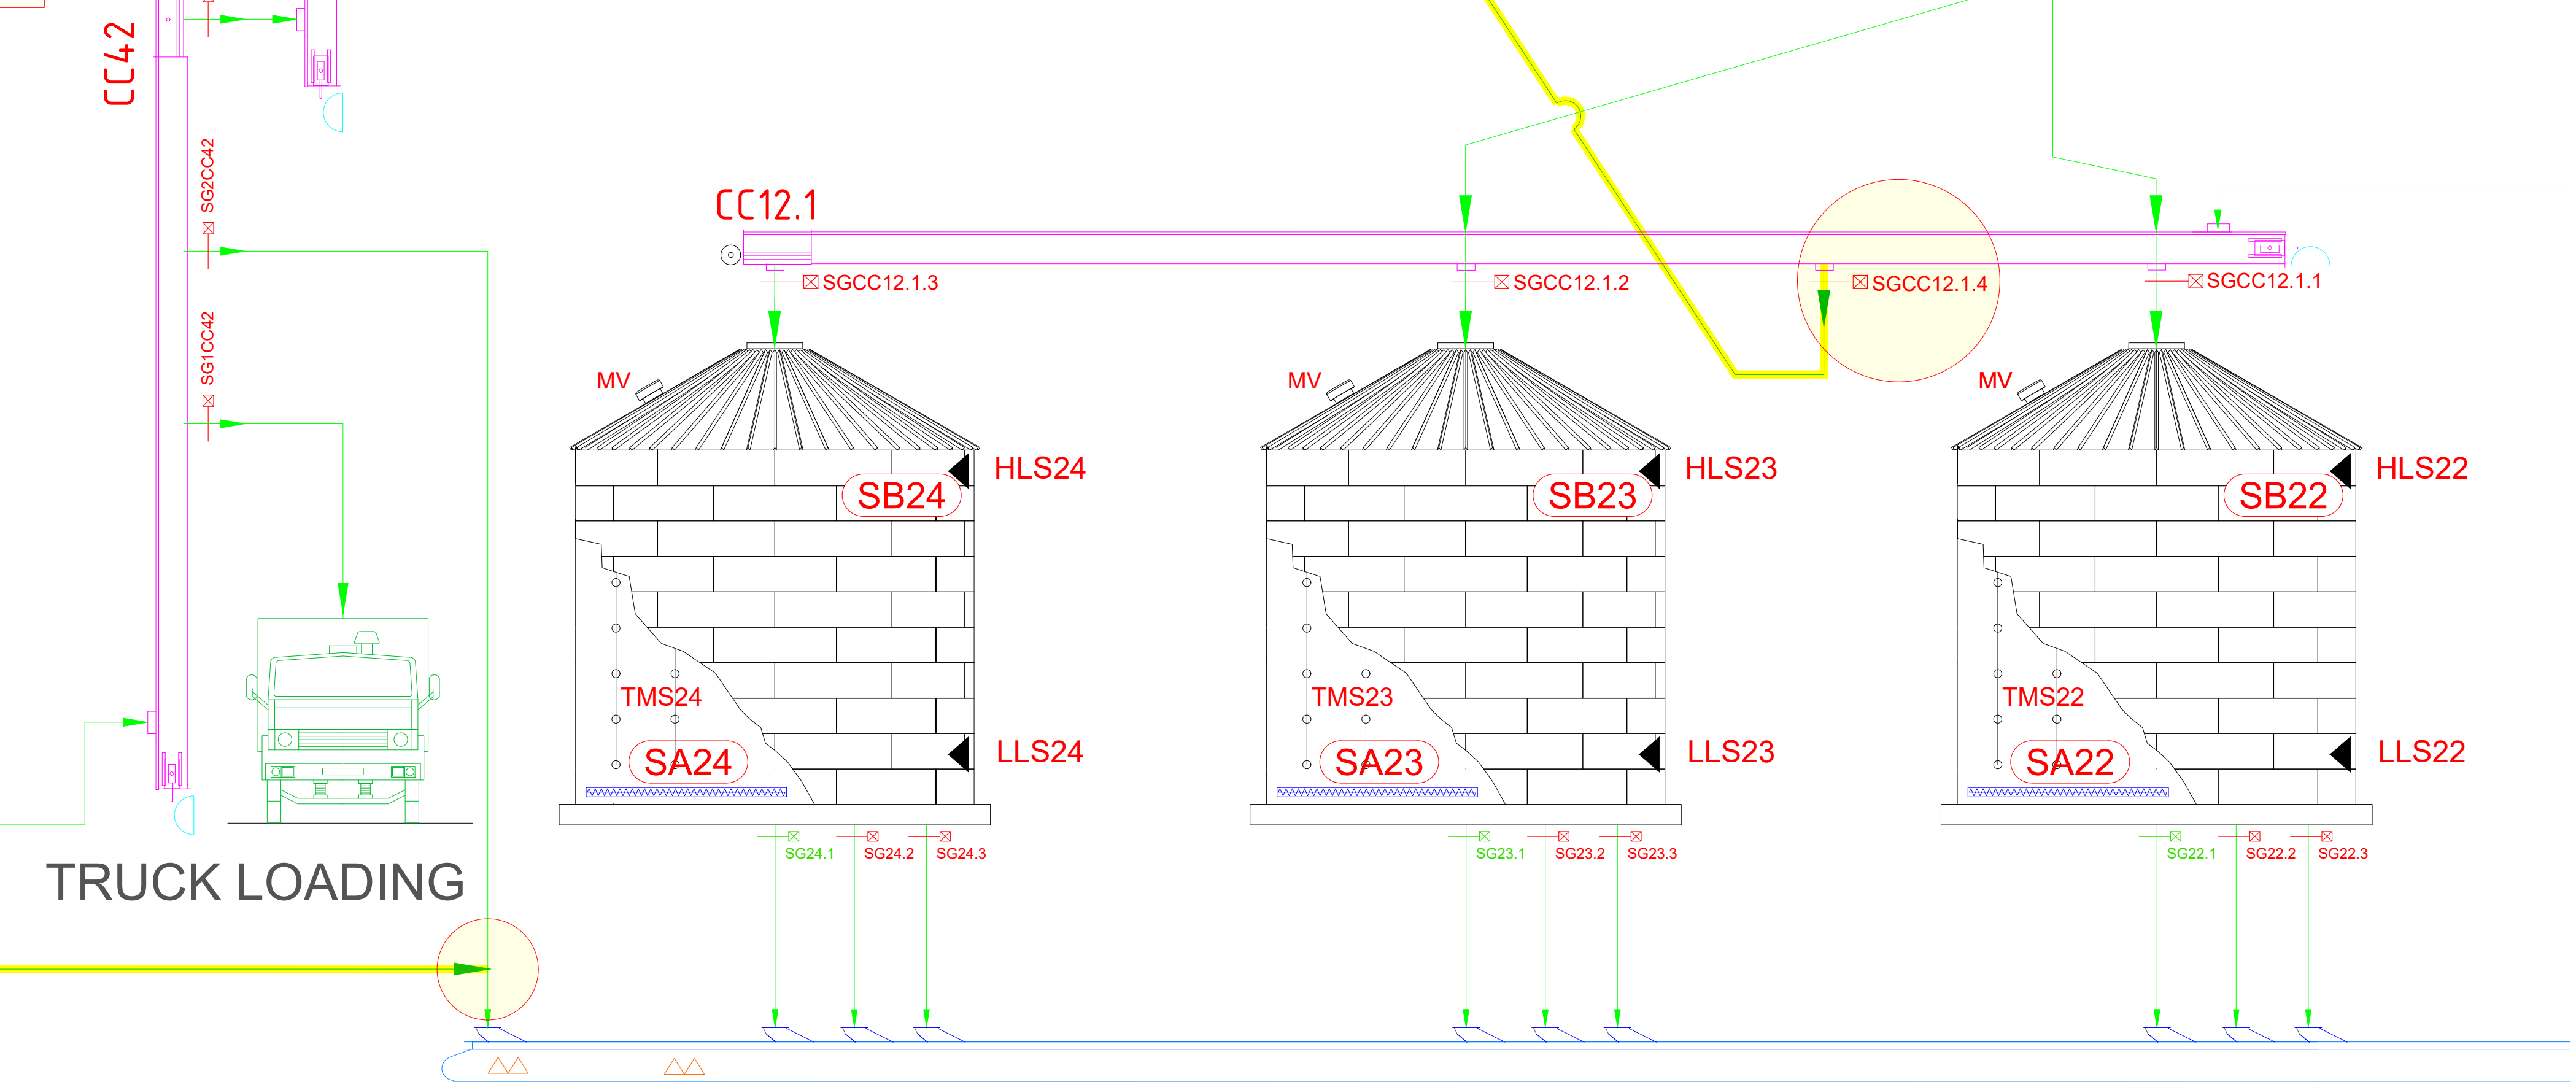 CC42
SG2CC42
SG1CC42
CC12.1
SGCC12.1.3
SGCC12.1.2
SGCC12.1.4
SGCC12.1.1
MV
MV
MV
HLS24
HLS23
HLS22
SB24
SB23
SB22
TMS24
TMS23
TMS22
SA24
SA23
SA22
LLS24
LLS23
LLS22
SG24.1
SG24.2
SG24.3
SG23.1
SG23.2
SG23.3
SG22.1
SG22.2
SG22.3
TRUCK LOADING